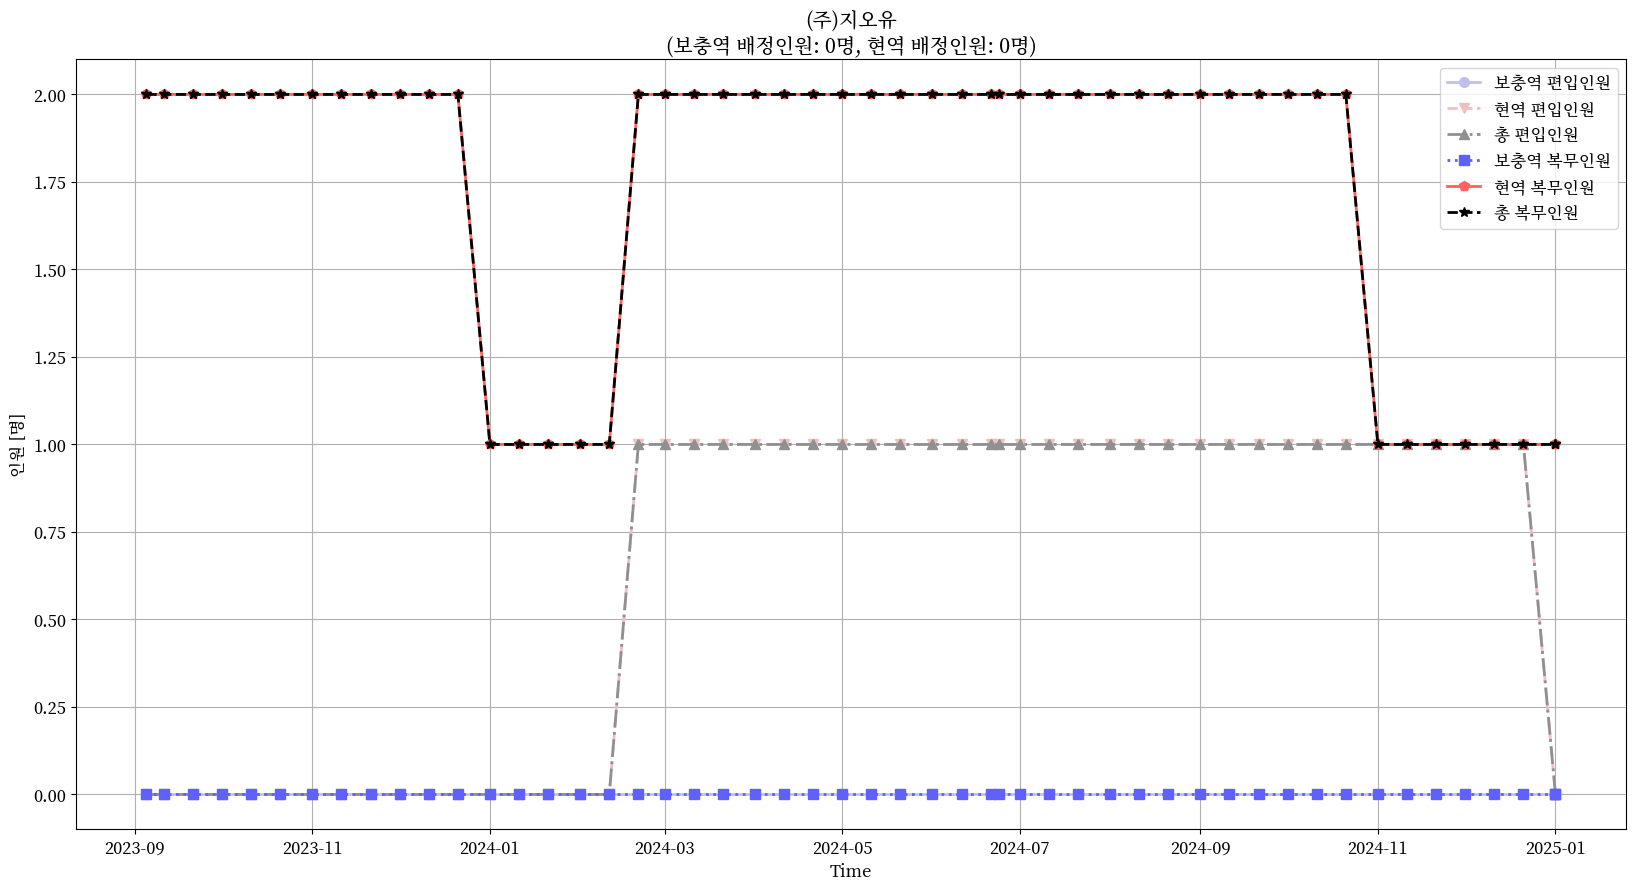 (주)지오유
(보충역 배정인원: 0명, 현역 배정인원: 0명)
보충역 편입인원
현역 편입인원
총 편입인원
보충역 복무인원
현역 복무인원
총 복무인원
인원 [명]
2.00
1.75
1.50
1.25
1.00
0.75
0.50
0.25
0.00
2023-09 2023-11 2024-01 2024-03 2024-05 2024-07 2024-09 2024-11 2025-01
Time